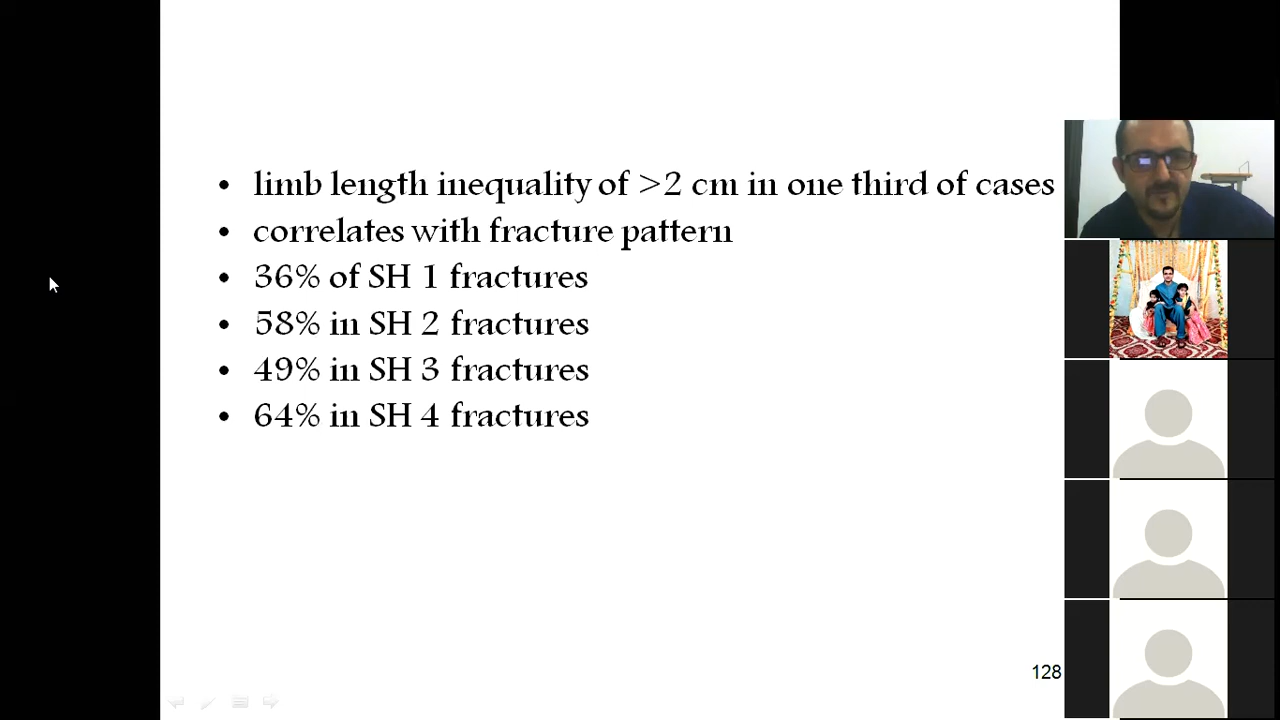 • limb length inequality of >2 cm in one third of cases
• correlates with fracture pattern
• 36% of SH 1 fractures
• 58% in SH 2 fractures
• 49% in SH 3 fractures
• 64% in SH 4 fractures
128